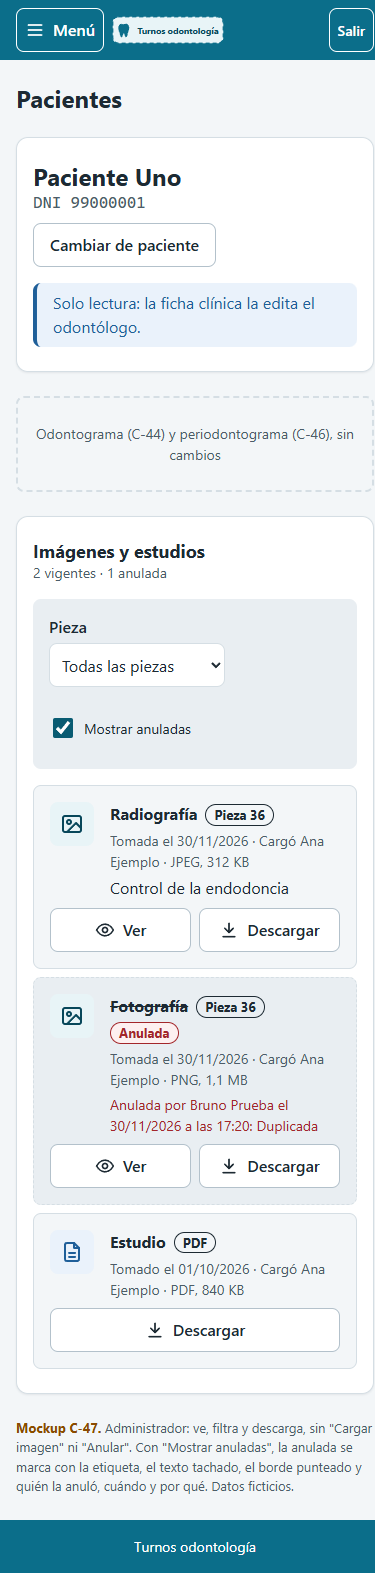 Menú
Turnos odontología
Salir
Pacientes
Paciente Uno
DNI 99000001
Cambiar de paciente
Solo lectura: la ficha clínica la edita el
odontólogo.
Odontograma (C-44) y periodontograma (C-46), sin
cambios
Imágenes y estudios
2 vigentes · 1 anulada
Pieza
Todas las piezas
Mostrar anuladas
Radiografía Pieza 36
Tomada el 30/11/2026 · Cargó Ana
Ejemplo · JPEG, 312 KB
Control de la endodoncia
Ver Descargar
Fotografía Pieza 36
Anulada
Tomada el 30/11/2026 · Cargó Ana
Ejemplo · PNG, 1,1 MB
Anulada por Bruno Prueba el
30/11/2026 a las 17:20: Duplicada
Ver Descargar
Estudio PDF
Tomado el 01/10/2026 · Cargó Ana
Ejemplo · PDF, 840 KB
Descargar
Mockup C-47. Administrador: ve, filtra y descarga, sin "Cargar
imagen" ni "Anular". Con "Mostrar anuladas", la anulada se
marca con la etiqueta, el texto tachado, el borde punteado y
quién la anuló, cuándo y por qué. Datos ficticios.
Turnos odontología